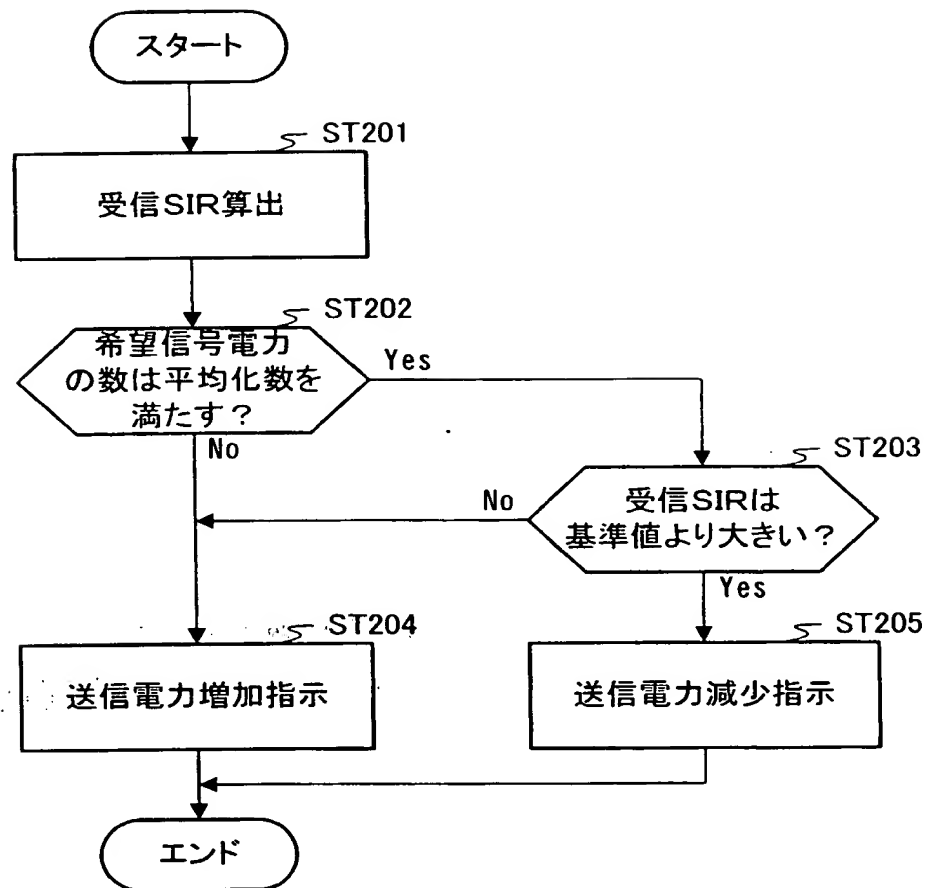 スタート
ST201
受信SIR算出
ST202
希望信号電力
の数は平均化数を
満たす?
Yes
No
ST203
受信SIRは
基準値より大きい?
No
Yes
ST204
送信電力増加指示
ST205
送信電力減少指示
エンド